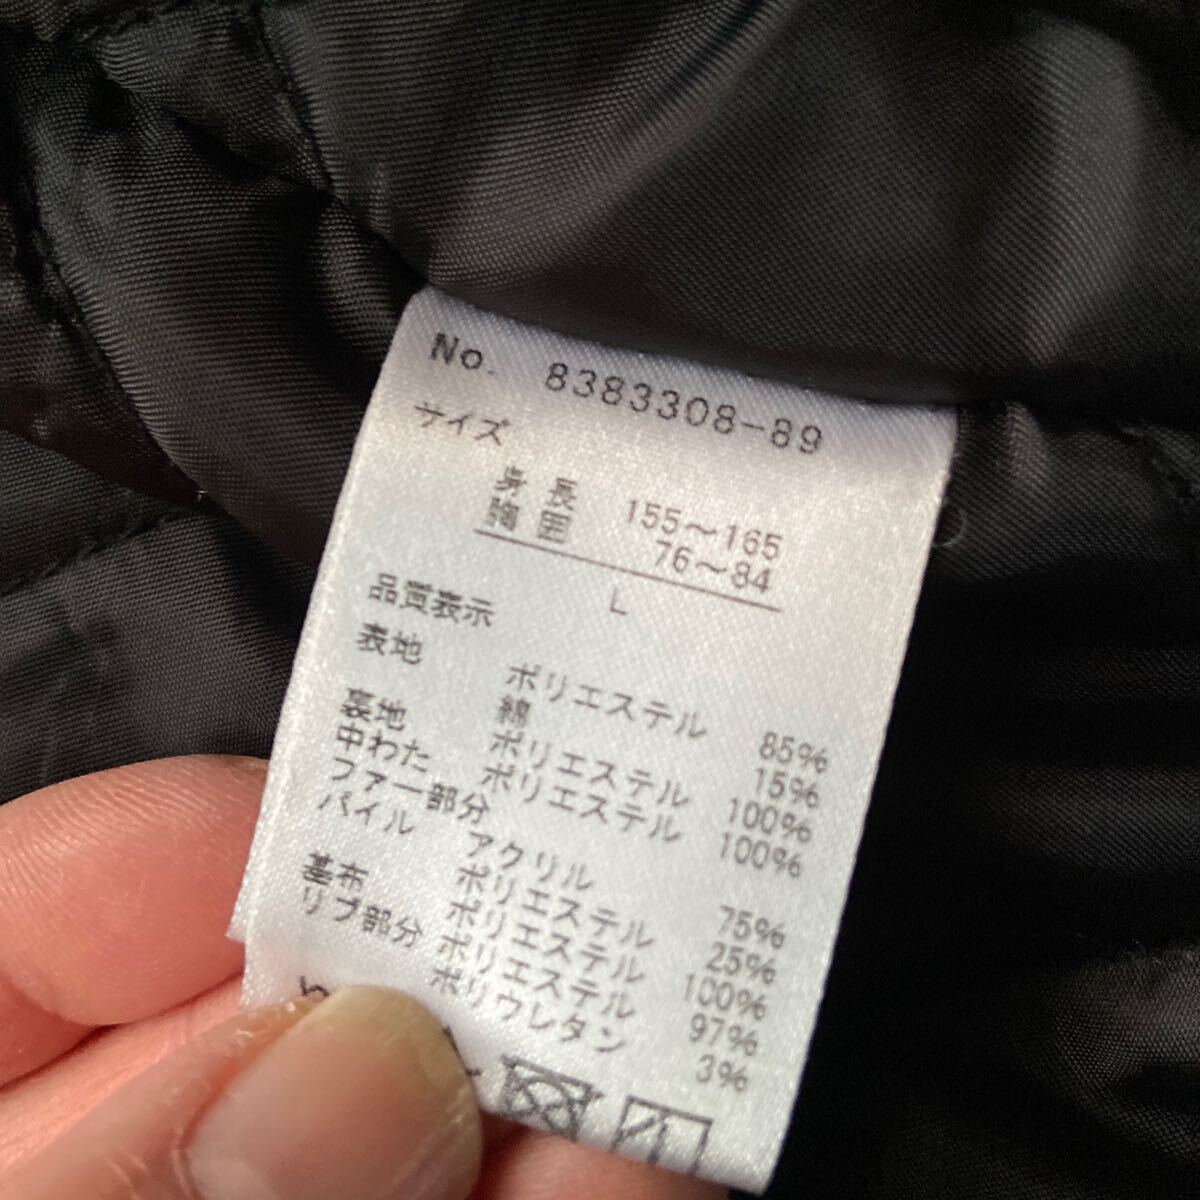 No. 8383308-89
サイズ
身長 155～165
胸囲 76～84
L
品質表示
表地 ポリエステル 85%
綿 15%
裏地 ポリエステル 100%
中わた ポリエステル 100%
ファー部分
パイル アクリル 75%
ポリエステル 25%
基布 ポリエステル 100%
リブ部分 ポリエステル 97%
ポリウレタン 3%